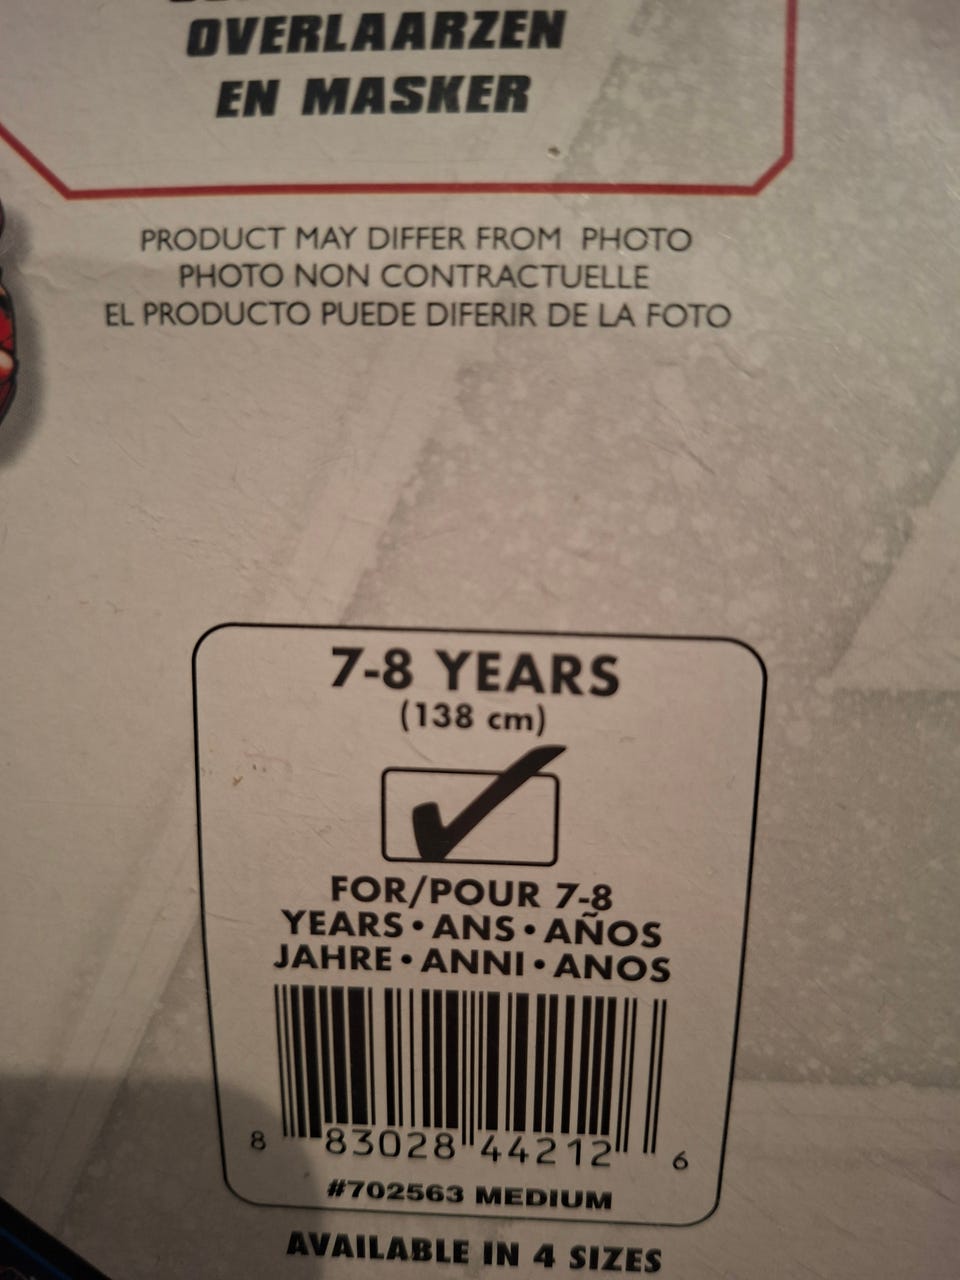 OVERLAARZEN
EN MASKER
PRODUCT MAY DIFFER FROM PHOTO
PHOTO NON CONTRACTUELLE
EL PRODUCTO PUEDE DIFERIR DE LA FOTO
7-8 YEARS
(138 cm)
FOR/POUR 7-8
YEARS • ANS • AÑOS
JAHRE • ANNI • ANOS
8 83028 44212 6
#702563 MEDIUM
AVAILABLE IN 4 SIZES